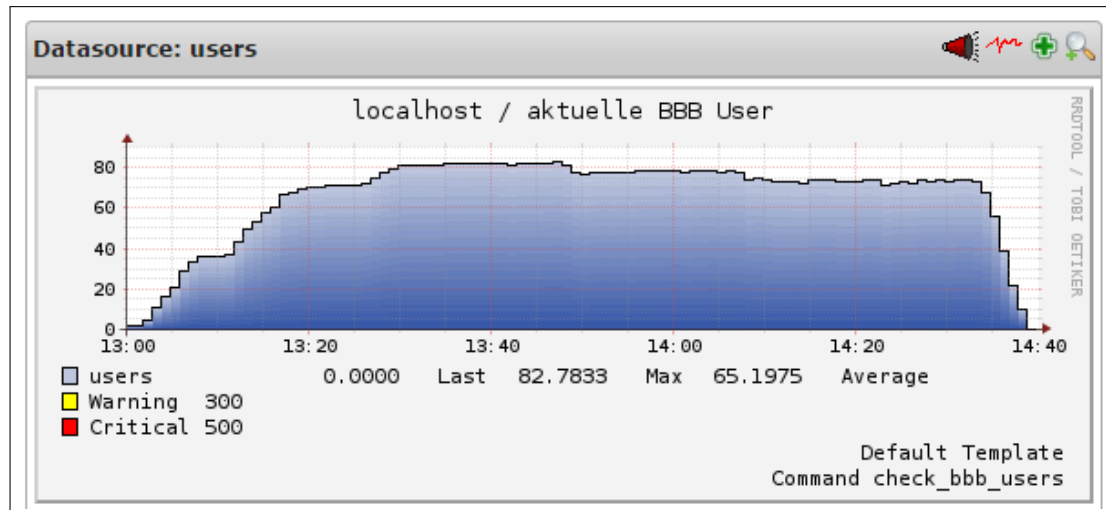 Datasource: users
localhost / aktuelle BBB User
RRDTOOL / TOBI OETIKER
80
60
40
20
0
13:00 13:20 13:40 14:00 14:20 14:40
users 0.0000 Last 82.7833 Max 65.1975 Average
Warning 300
Critical 500
Default Template
Command check_bbb_users